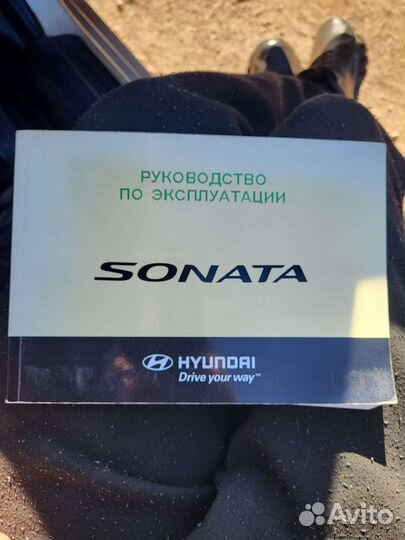 РУКОВОДСТВО
ПО ЭКСПЛУАТАЦИИ
SONATA
HYUNDAI
Drive your way™
Avito